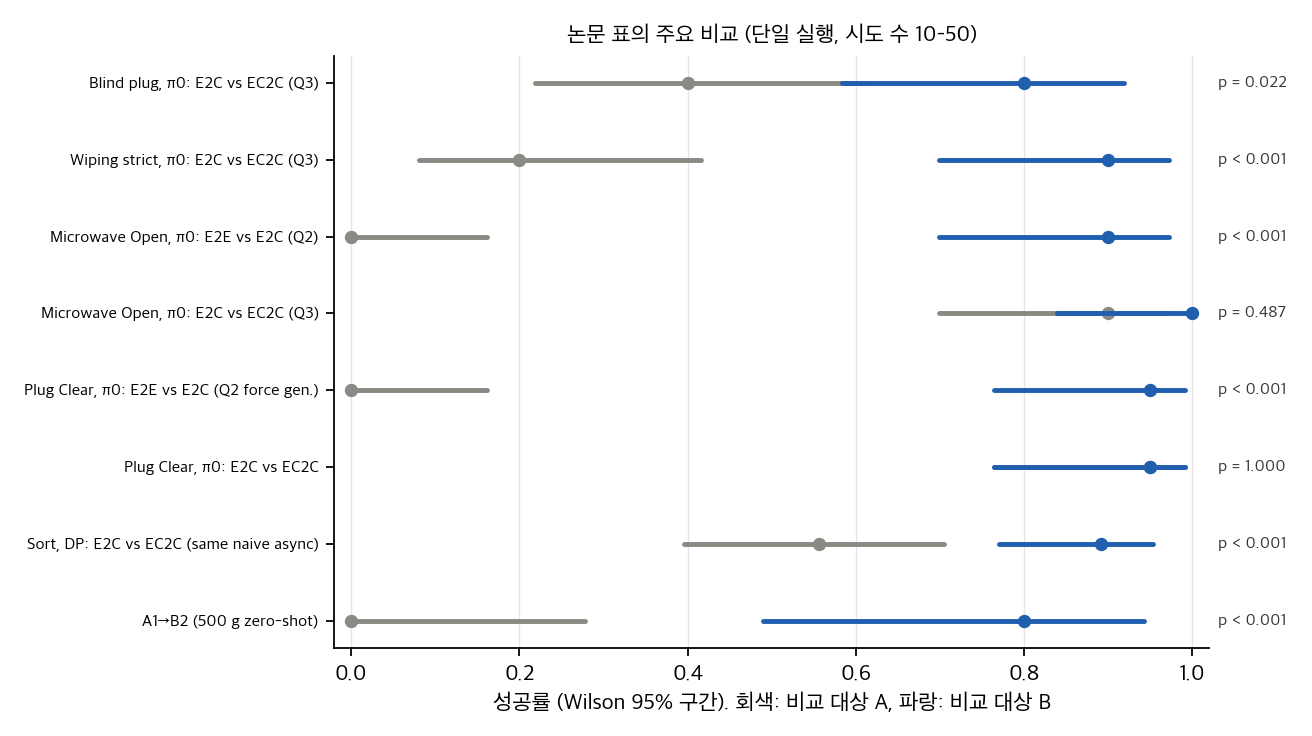 논문 표의 주요 비교 (단일 실행, 시도 수 10-50)
Blind plug, π0: E2C vs EC2C (Q3)
p = 0.022
Wiping strict, π0: E2C vs EC2C (Q3)
p < 0.001
Microwave Open, π0: E2E vs E2C (Q2)
p < 0.001
Microwave Open, π0: E2C vs EC2C (Q3)
p = 0.487
Plug Clear, π0: E2E vs E2C (Q2 force gen.)
p < 0.001
Plug Clear, π0: E2C vs EC2C
p = 1.000
Sort, DP: E2C vs EC2C (same naive async)
p < 0.001
A1→B2 (500 g zero-shot)
p < 0.001
0.0 0.2 0.4 0.6 0.8 1.0
성공률 (Wilson 95% 구간). 회색: 비교 대상 A, 파랑: 비교 대상 B